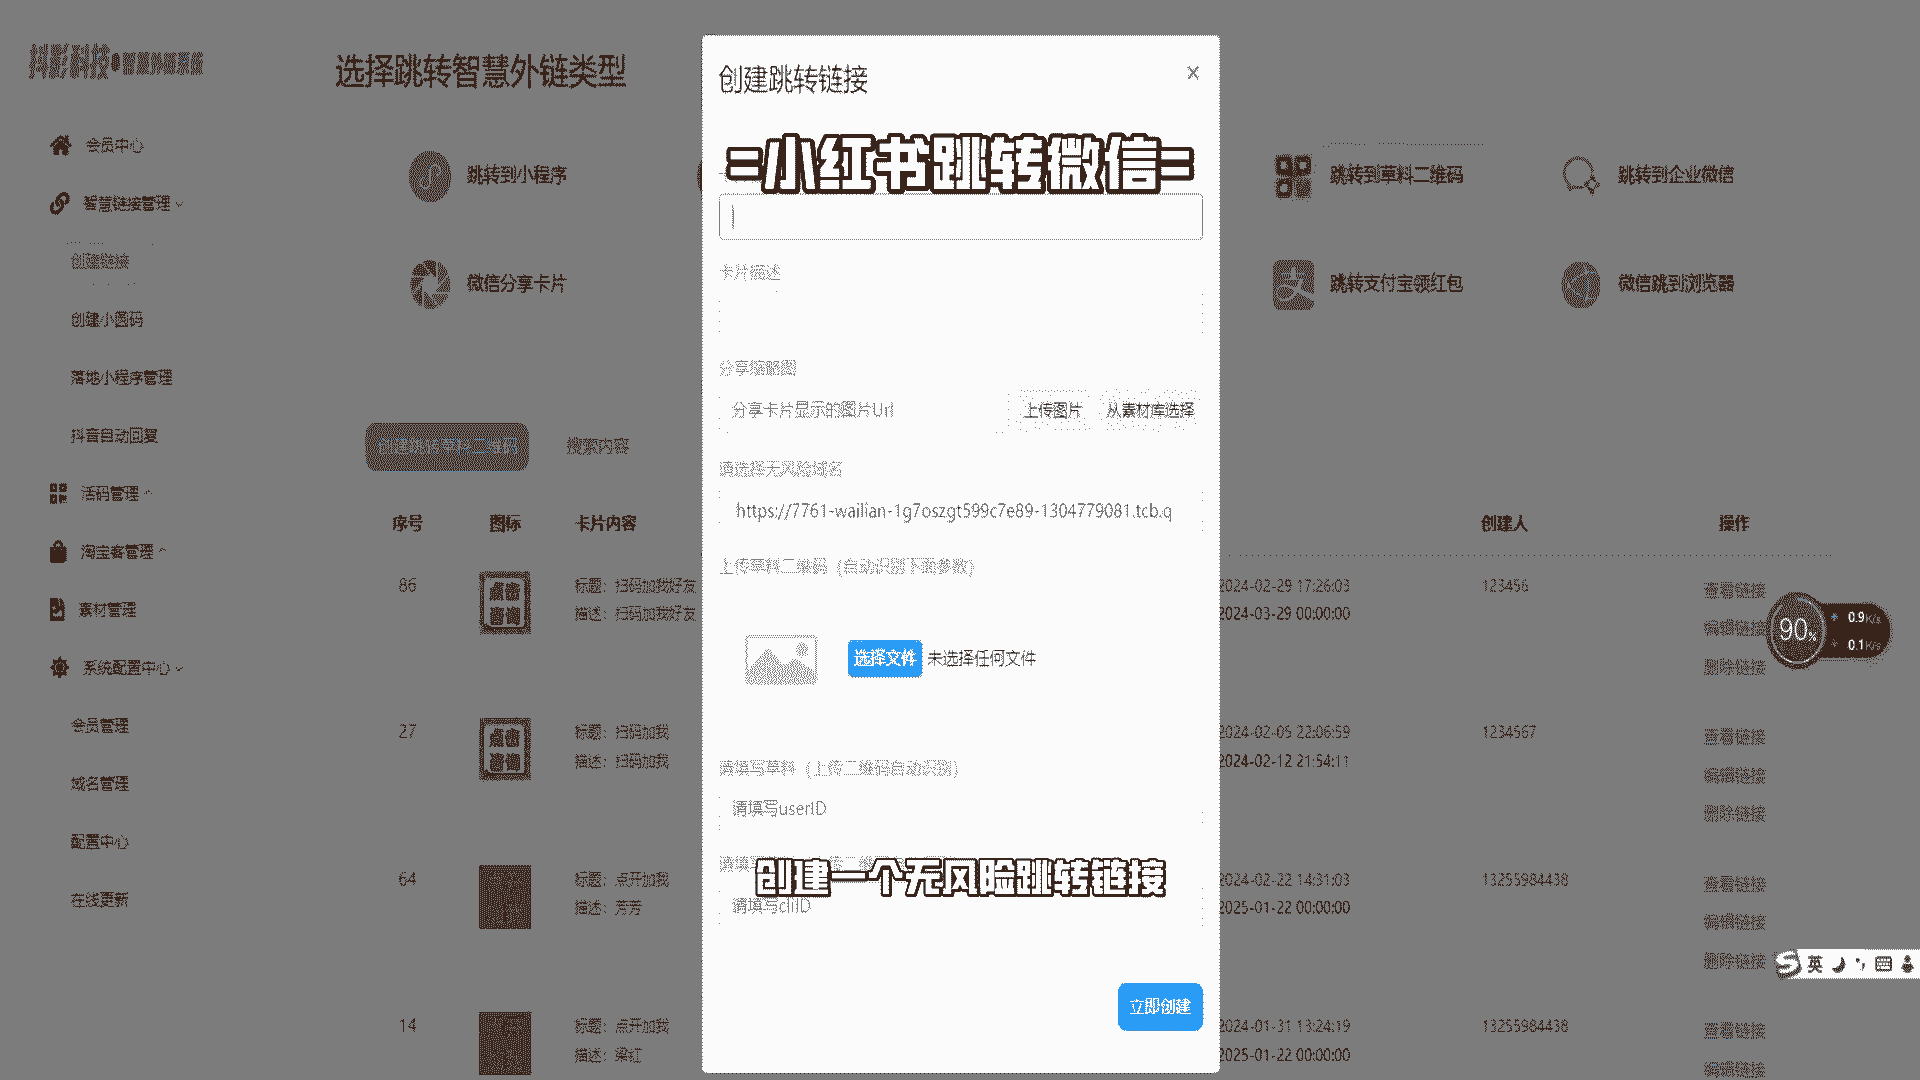 抖影科技●智慧外链系统
会员中心
智慧链接管理
创建链接
创建小图码
落地小程序管理
抖音自动回复
活码管理
淘宝客管理
素材管理
系统配置中心
会员管理
域名管理
配置中心
在线更新
选择跳转智慧外链类型
跳转到小程序
跳转到草料二维码
跳转到企业微信
微信分享卡片
跳转支付宝领红包
微信跳到浏览器
创建跳转草料二维码
搜索内容
序号 图标 卡片内容 创建人 操作
86 点击咨询 标题：扫码加我好友 2024-02-29 17:26:03 123456 查看链接
描述：扫码加我好友 2024-03-29 00:00:00 编辑链接
删除链接
27 点击咨询 标题：扫码加我 2024-02-05 22:06:59 1234567 查看链接
描述：扫码加我 2024-02-12 21:54:11 编辑链接
删除链接
64 标题：点开加我 2024-02-22 14:31:03 13255984438 查看链接
描述：芳芳 2025-01-22 00:00:00 编辑链接
删除链接
14 标题：点开加我 2024-01-31 13:24:19 13255984438 查看链接
描述：梁红 2025-01-22 00:00:00 编辑链接
创建跳转链接
×
=小红书跳转微信=
卡片描述
分享缩略图
分享卡片显示的图片Url 上传图片 从素材库选择
请选择无风险域名
https://7761-wailian-1g7oszgt599c7e89-1304779081.tcb.q
上传草料二维码（自动识别下面参数）
选择文件 未选择任何文件
请填写草料（上传二维码自动识别）
请填写userID
创建一个无风险跳转链接
请填写cliID
立即创建
90%
0.9K/s
0.1K/s
英